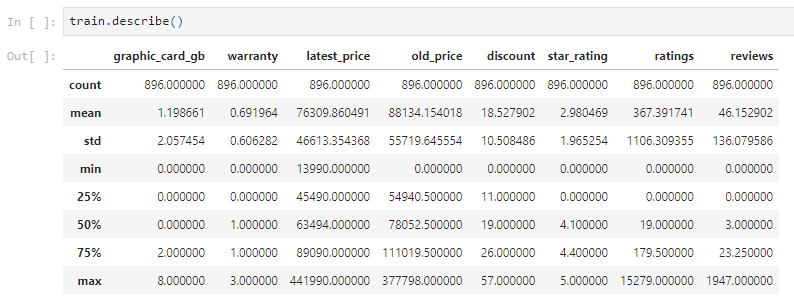 In [ ]: train.describe()
Out[ ]:
graphic_card_gb warranty latest_price old_price discount star_rating ratings reviews
count 896.000000 896.000000 896.000000 896.000000 896.000000 896.000000 896.000000 896.000000
mean 1.198661 0.691964 76309.860491 88134.154018 18.527902 2.980469 367.391741 46.152902
std 2.057454 0.606282 46613.354368 55719.645554 10.508486 1.965254 1106.309355 136.079586
min 0.000000 0.000000 13990.000000 0.000000 0.000000 0.000000 0.000000 0.000000
25% 0.000000 0.000000 45490.000000 54940.500000 11.000000 0.000000 0.000000 0.000000
50% 0.000000 1.000000 63494.000000 78052.500000 19.000000 4.100000 19.000000 3.000000
75% 2.000000 1.000000 89090.000000 111019.500000 26.000000 4.400000 179.500000 23.250000
max 8.000000 3.000000 441990.000000 377798.000000 57.000000 5.000000 15279.000000 1947.000000